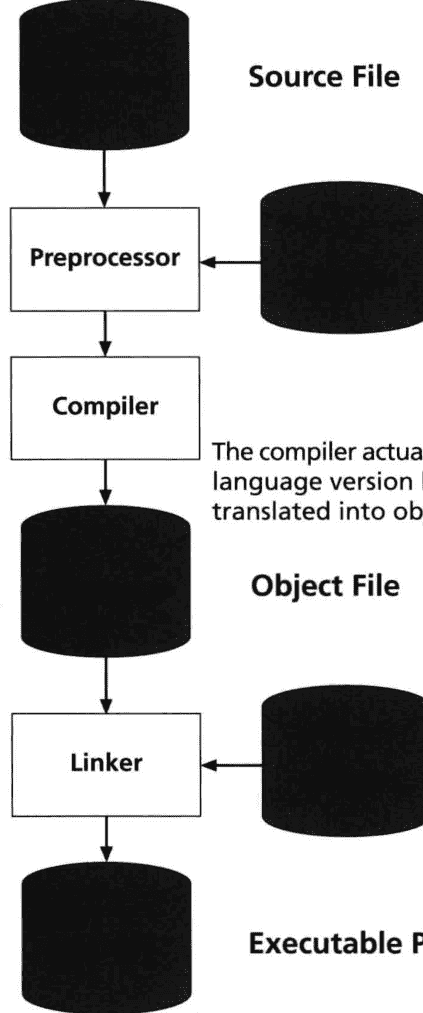 Source File
Preprocessor
Compiler
The compiler actua
language version
translated into ob
Object File
Linker
Executable P